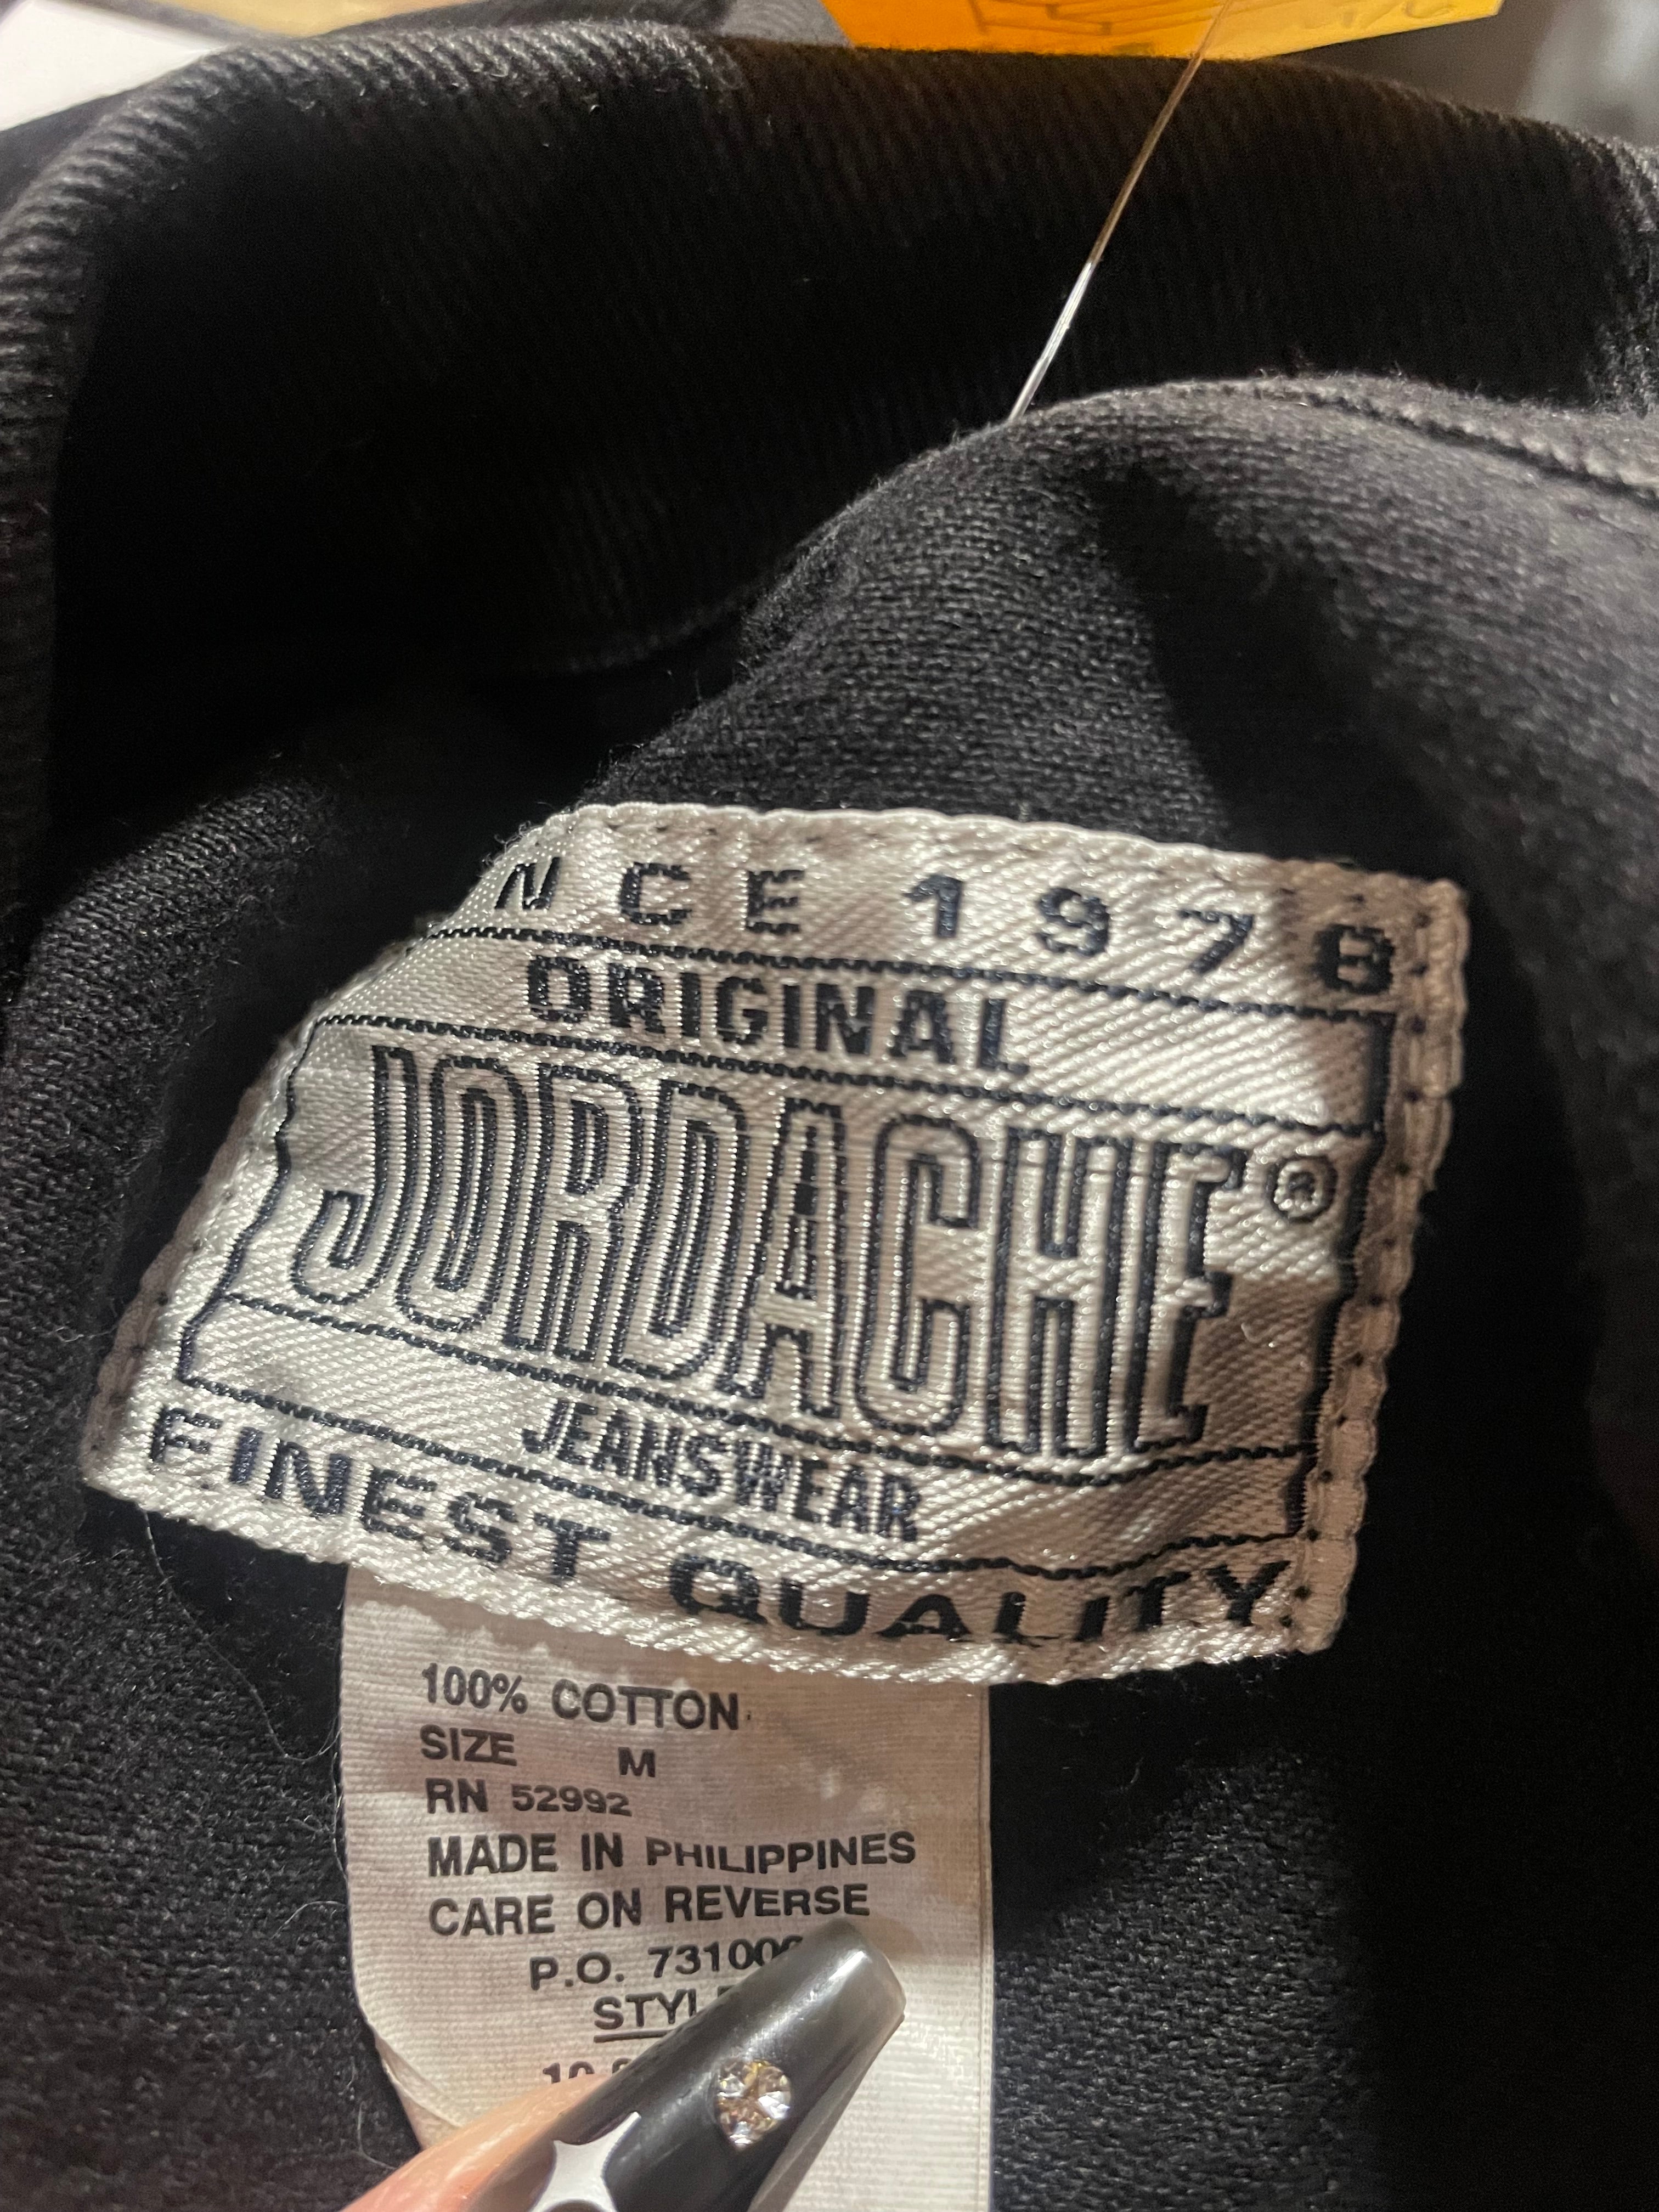 NCE 1978
ORIGINAL
JORDACHE®
JEANSWEAR
FINEST QUALITY
100% COTTON
SIZE M
RN 52992
MADE IN PHILIPPINES
CARE ON REVERSE
P.O.